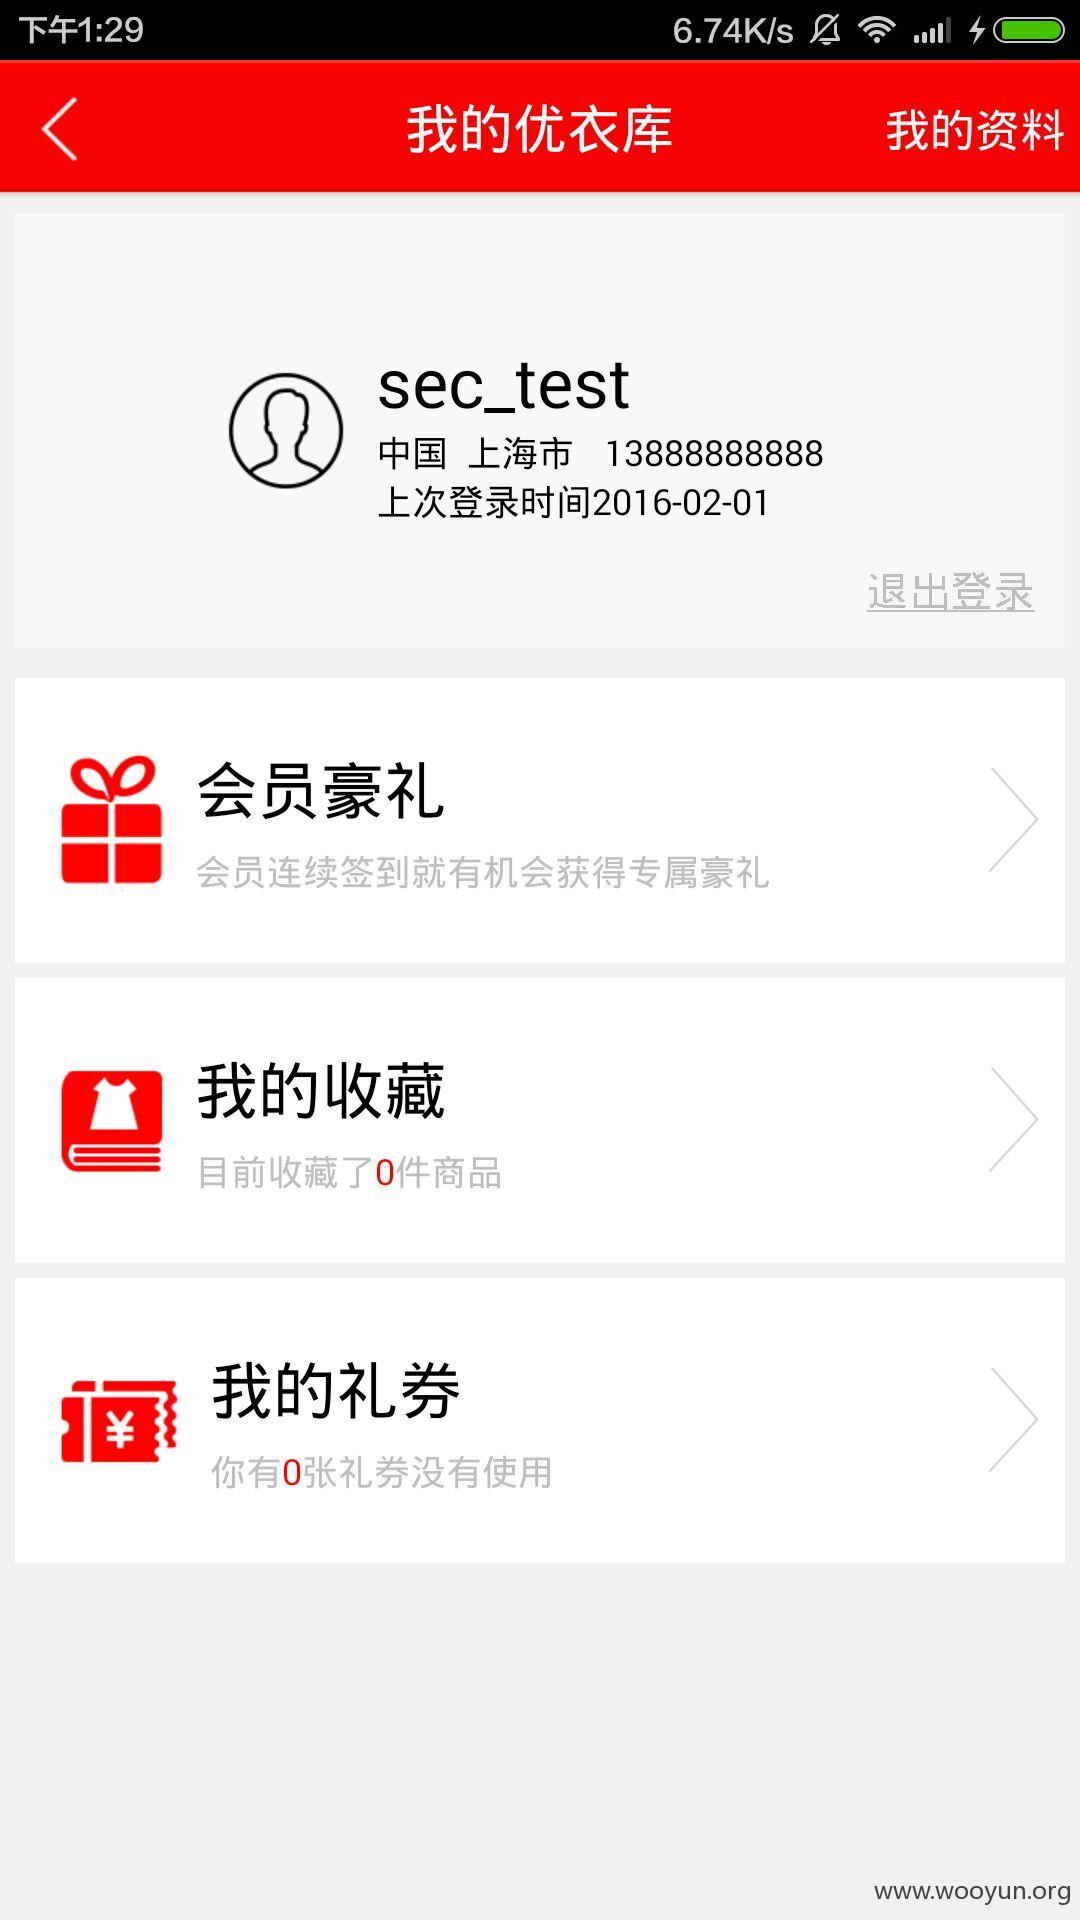 下午1:29
6.74K/s
我的优衣库
我的资料
sec_test
中国 上海市 13888888888
上次登录时间2016-02-01
退出登录
会员豪礼
会员连续签到就有机会获得专属豪礼
我的收藏
目前收藏了0件商品
¥
我的礼券
你有0张礼券没有使用
www.wooyun.org